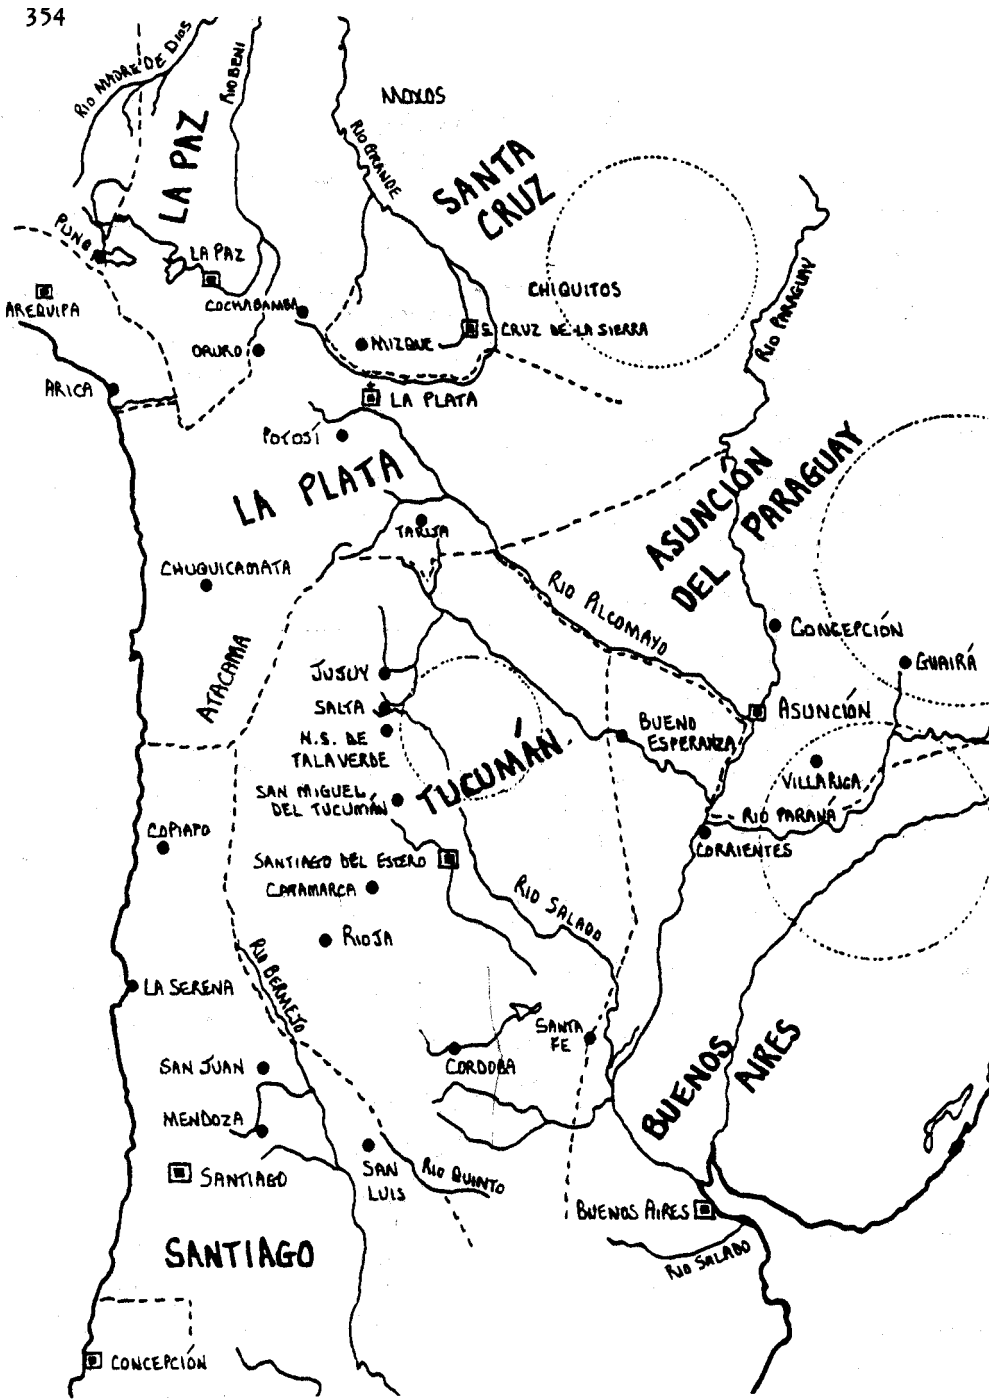 354
RIO MADRE DE DIOS
RIO BENI
MOXOS
LA PAZ
RIO GRANDE
SANTA
CRUZ
PUNO
LA PAZ
RIO PARAGUAY
AREQUIPA
COCHABAMBA
CHIQUITOS
S. CRUZ DE LA SIERRA
MIZQUE
ORURO
ARICA
LA PLATA
POTOSÍ
LA PLATA
ASUNCIÓN
DEL
PARAGUAY
TARIJA
CHUQUICAMATA
RIO PILCOMAYO
CONCEPCIÓN
GUAIRÁ
ATACAMA
JUJUY
SALTA
N.S. DE
TALAVERDE
BUENO
ESPERANZA
ASUNCIÓN
TUCUMÁN
VILLARICA
SAN MIGUEL
DEL TUCUMÁN
RIO PARANÁ
COPIAPO
CORRIENTES
SANTIAGO DEL ESTERO
CATAMARCA
RIO SALADO
RIOJA
RIO BERMEJO
LA SERENA
SANTA
FE
SAN JUAN
CORDOBA
BUENOS
AIRES
MENDOZA
SANTIAGO
SAN
LUIS
RIO QUINTO
BUENOS AIRES
SANTIAGO
RIO SALADO
CONCEPCIÓN